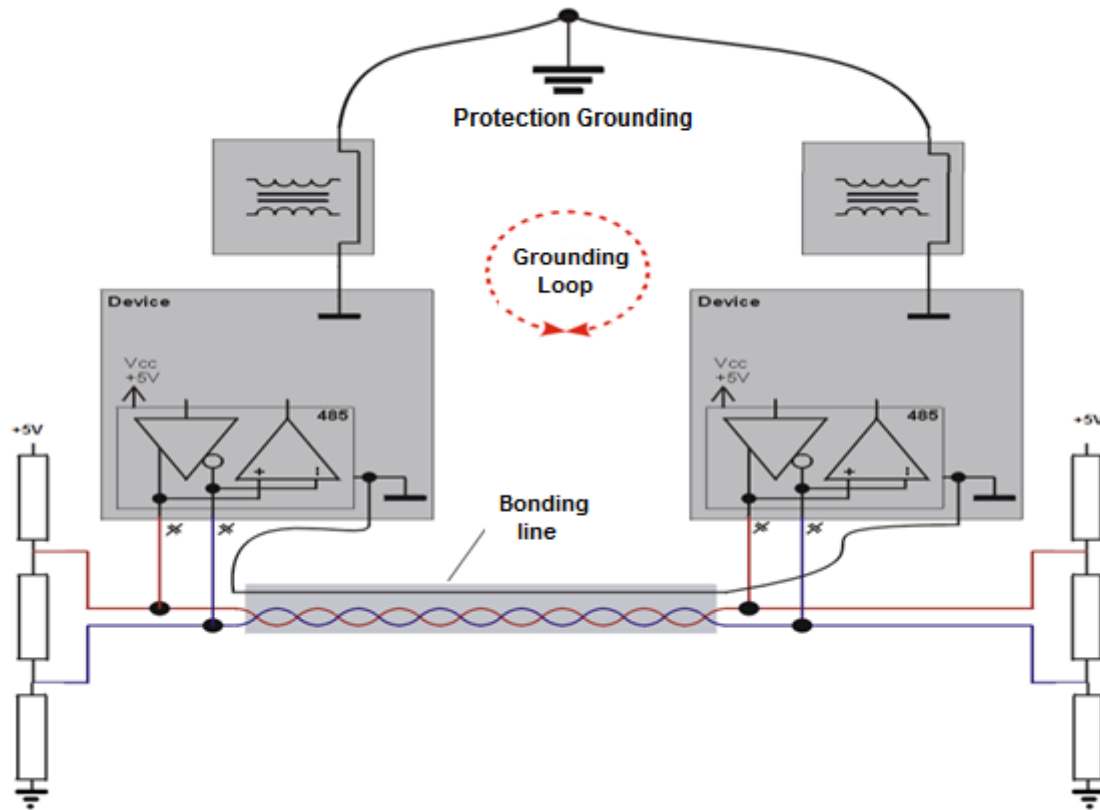 Protection Grounding
Grounding
Loop
Device
Device
Vcc
+5V
485
Vcc
+5V
485
+5V
+5V
+
+
Bonding
line